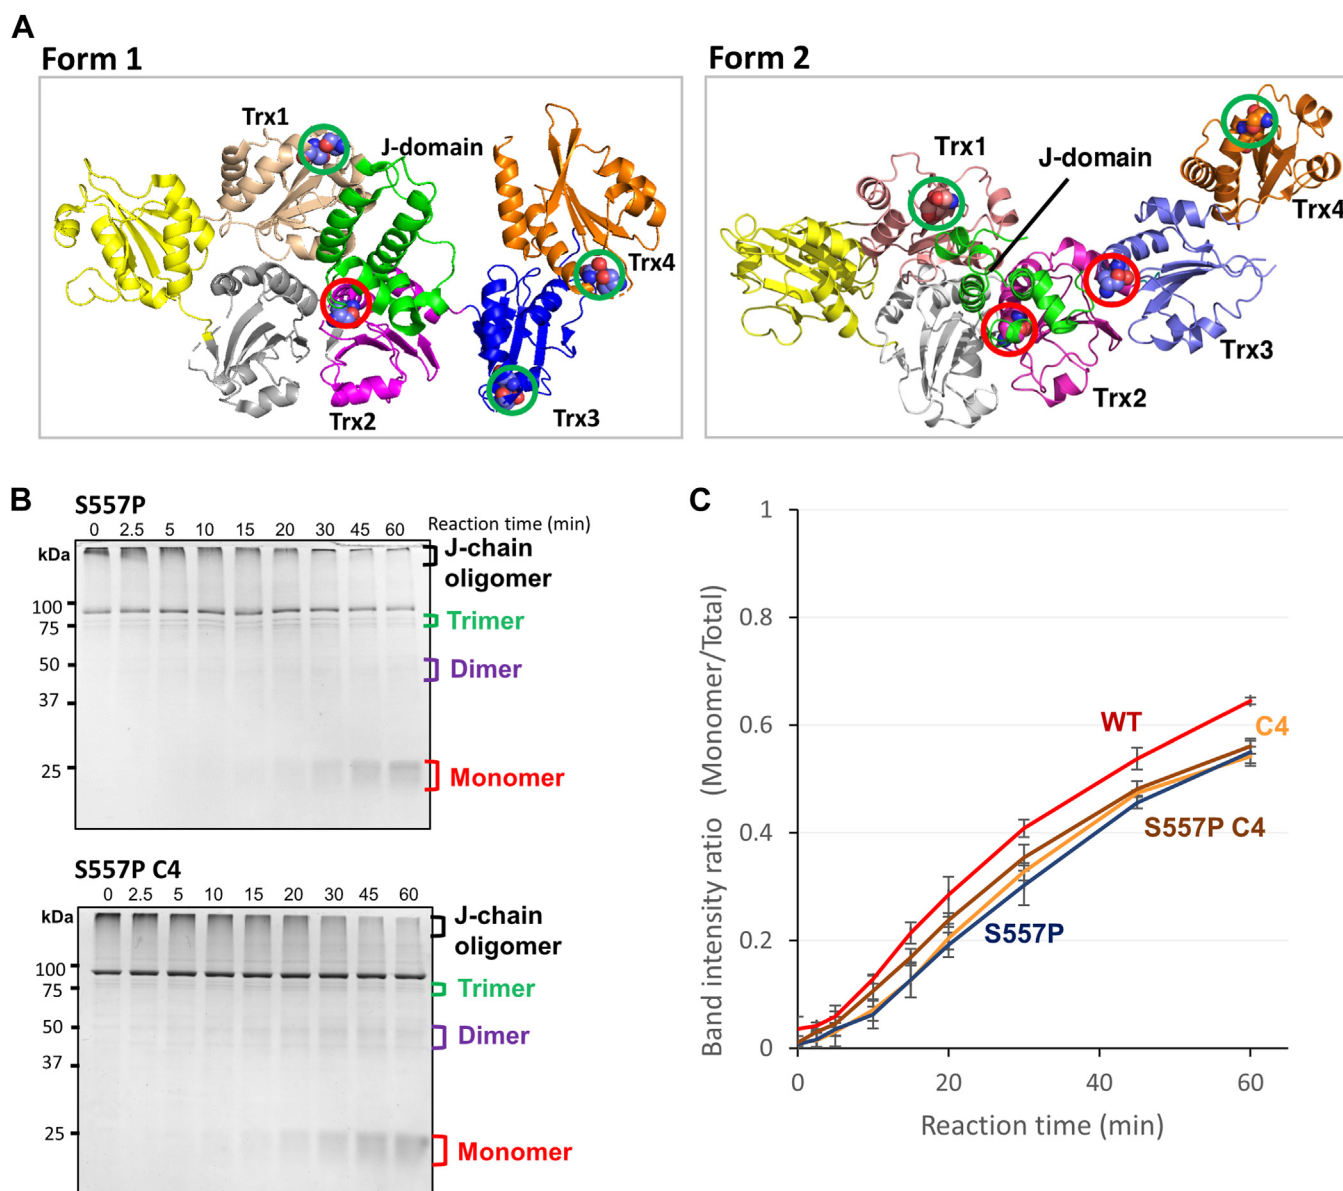 A
Form 1
Trx1
J-domain
Trx4
Trx2
Trx3
Form 2
Trx1
J-domain
Trx4
Trx3
Trx2
B
S557P
0 2.5 5 10 15 20 30 45 60 Reaction time (min)
kDa
100
75
50
37
25
J-chain
oligomer
Trimer
Dimer
Monomer
S557P C4
0 2.5 5 10 15 20 30 45 60
kDa
100
75
50
37
25
J-chain
oligomer
Trimer
Dimer
Monomer
C
Band intensity ratio (Monomer/Total)
1
0.8
0.6
0.4
0.2
0
WT
C4
S557P C4
S557P
0 20 40 60
Reaction time (min)